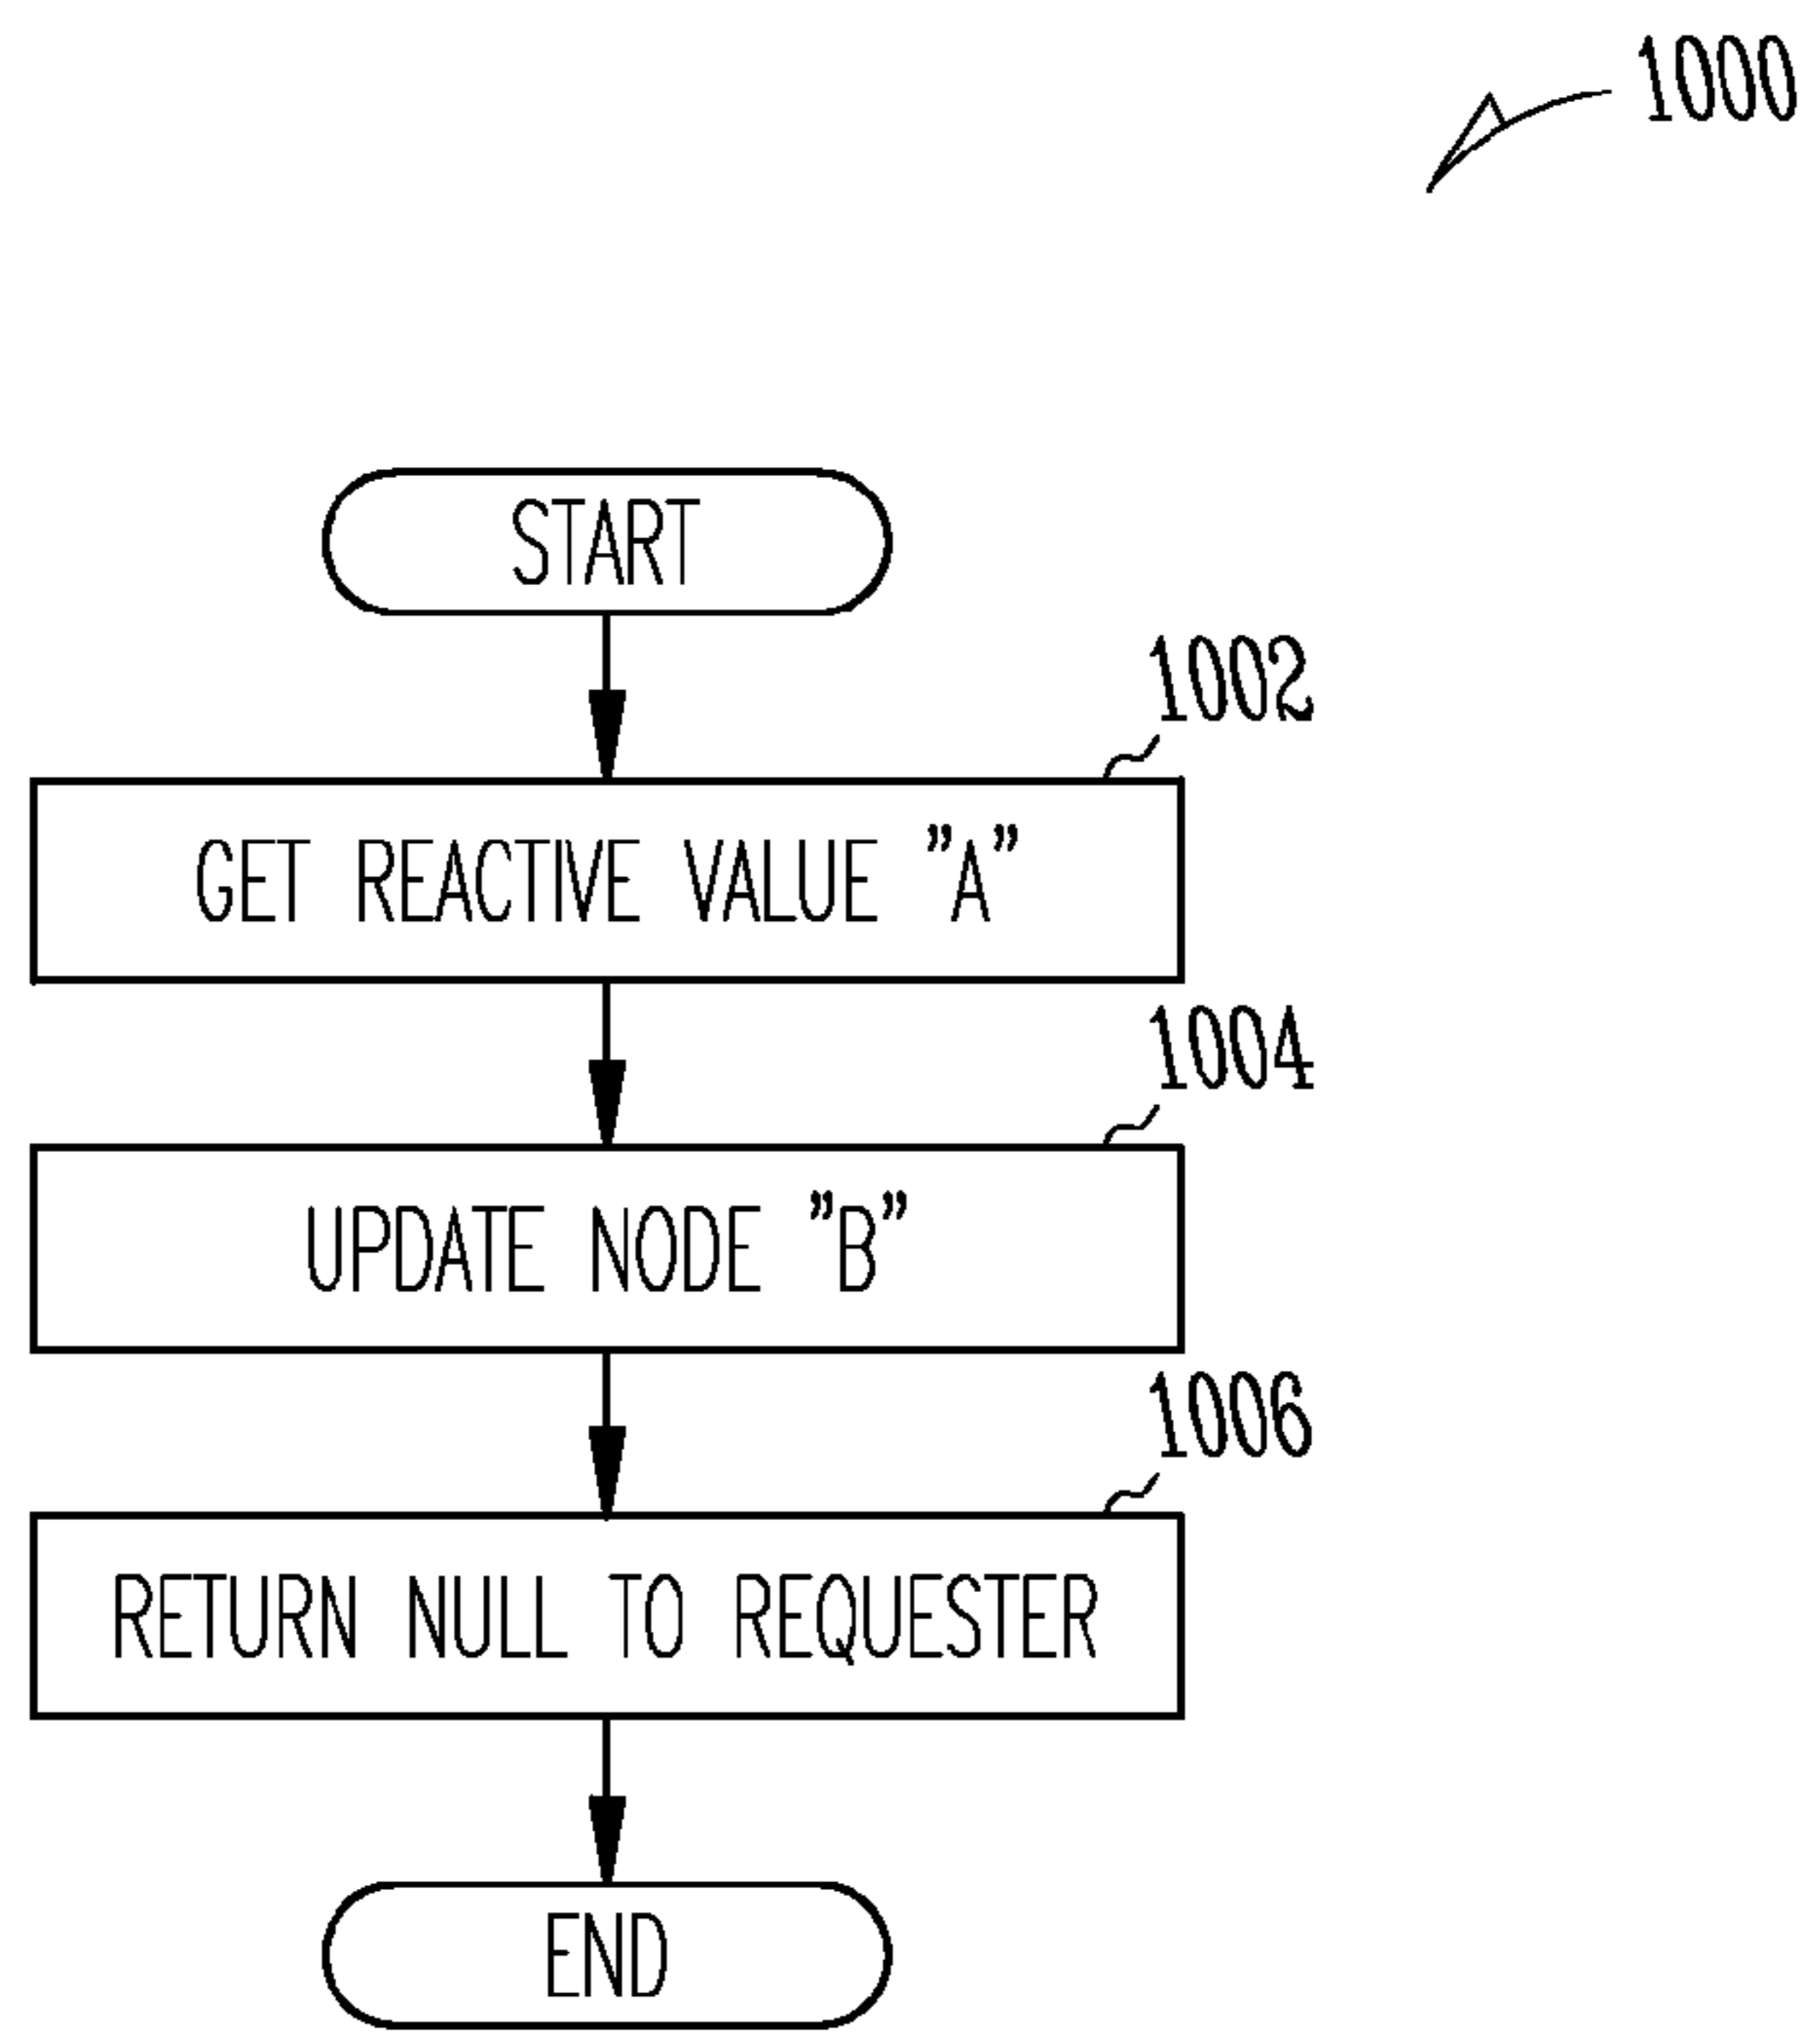 1000
START
1002
GET REACTIVE VALUE "A"
1004
UPDATE NODE "B"
1006
RETURN NULL TO REQUESTER
END